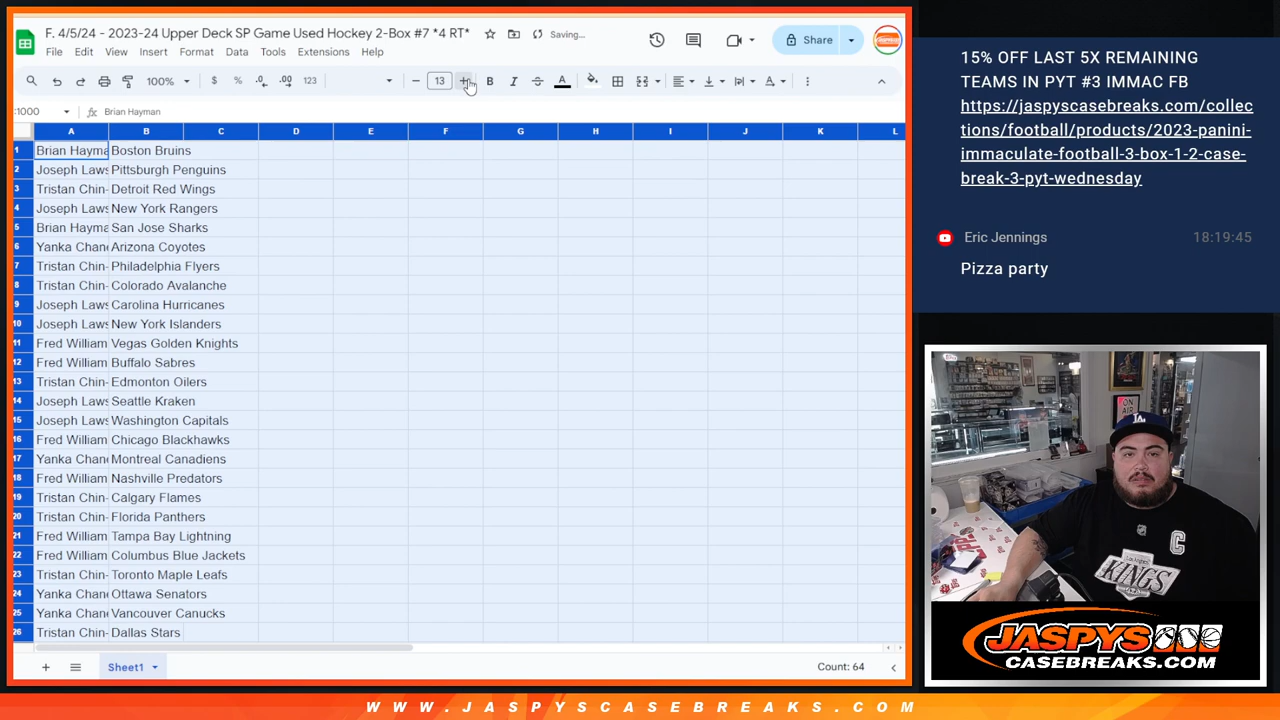 F. 4/5/24 - 2023-24 Upper Deck SP Game Used Hockey 2-Box #7 *4 RT*
Saving...
Share
File Edit View Insert Format Data Tools Extensions Help
100% $ % .0 .00 123 13 B I A A
:1000 fx Brian Hayman
A B C D E F G H I J K L
1 Brian Hayma Boston Bruins
2 Joseph Laws Pittsburgh Penguins
3 Tristan Chin- Detroit Red Wings
4 Joseph Laws New York Rangers
5 Brian Hayma San Jose Sharks
6 Yanka Chane Arizona Coyotes
7 Tristan Chin- Philadelphia Flyers
8 Tristan Chin- Colorado Avalanche
9 Joseph Laws Carolina Hurricanes
10 Joseph Laws New York Islanders
11 Fred William Vegas Golden Knights
12 Fred William Buffalo Sabres
13 Tristan Chin- Edmonton Oilers
14 Joseph Laws Seattle Kraken
15 Joseph Laws Washington Capitals
16 Fred William Chicago Blackhawks
17 Yanka Chane Montreal Canadiens
18 Fred William Nashville Predators
19 Tristan Chin- Calgary Flames
20 Tristan Chin- Florida Panthers
21 Fred William Tampa Bay Lightning
22 Fred William Columbus Blue Jackets
23 Tristan Chin- Toronto Maple Leafs
24 Yanka Chane Ottawa Senators
25 Yanka Chane Vancouver Canucks
26 Tristan Chin- Dallas Stars
Sheet1
Count: 64
15% OFF LAST 5X REMAINING
TEAMS IN PYT #3 IMMAC FB
https://jaspyscasebreaks.com/collec
tions/football/products/2023-panini-
immaculate-football-3-box-1-2-case-
break-3-pyt-wednesday
Eric Jennings 18:19:45
Pizza party
ON
AIR
LA
C
KINGS
JASPYS
CASEBREAKS.COM
WWW.JASPYSCASEBREAKS.COM